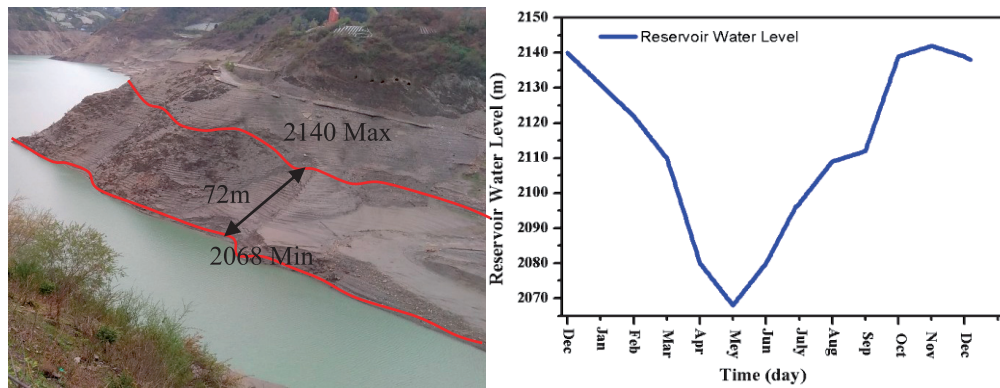 2140 Max
72m
2068 Min
Reservoir Water Level (m)
2150
2140
2130
2120
2110
2100
2090
2080
2070
Reservoir Water Level
Dec
Jan
Feb
Mar
Apr
Mey
Jun
July
Aug
Sep
Oct
Nov
Dec
Time (day)